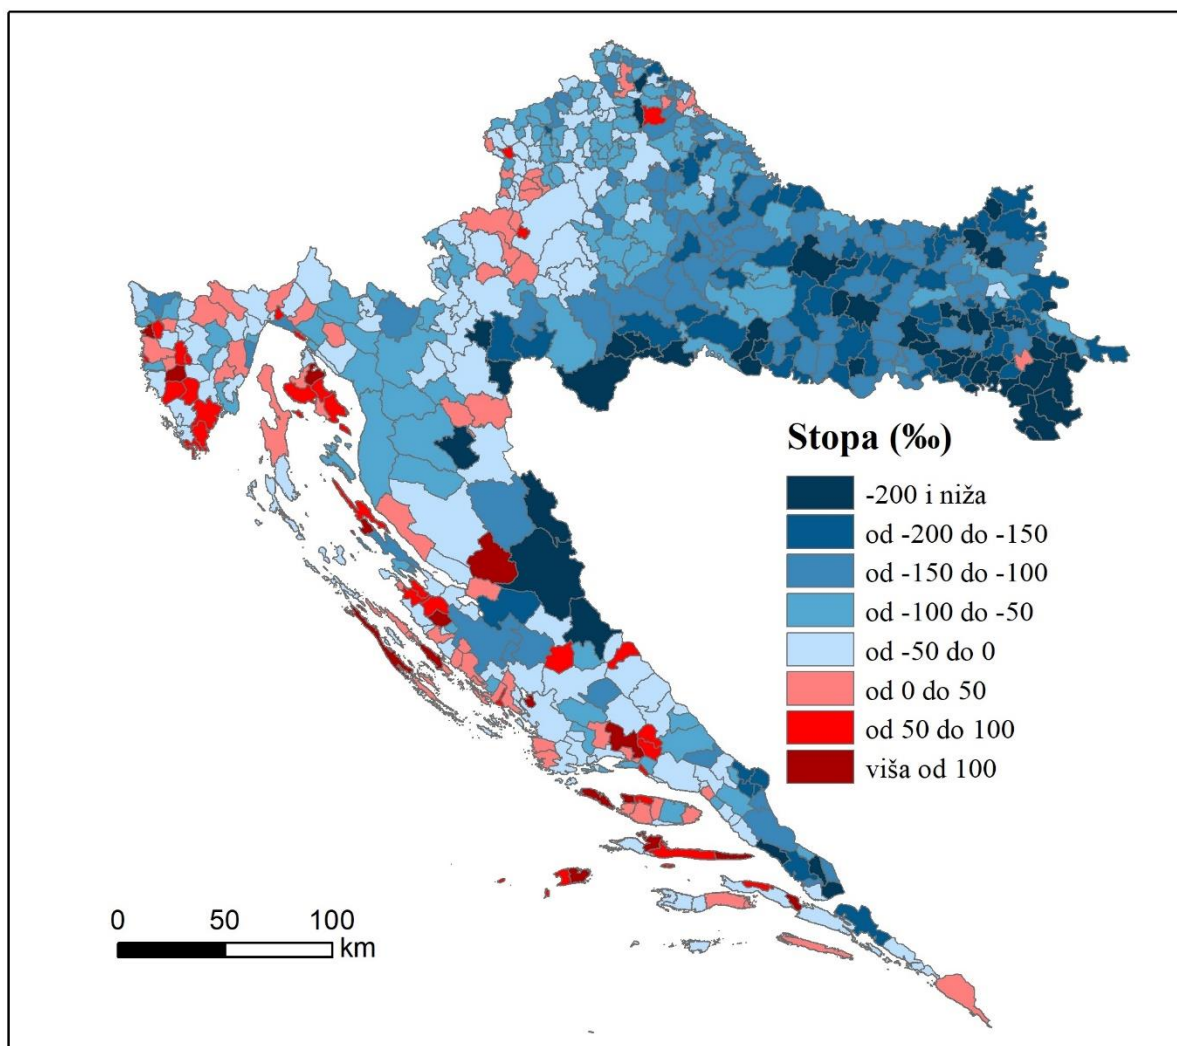 Stopa (‰)
-200 i niža
od -200 do -150
od -150 do -100
od -100 do -50
od -50 do 0
od 0 do 50
od 50 do 100
viša od 100
0 50 100
km